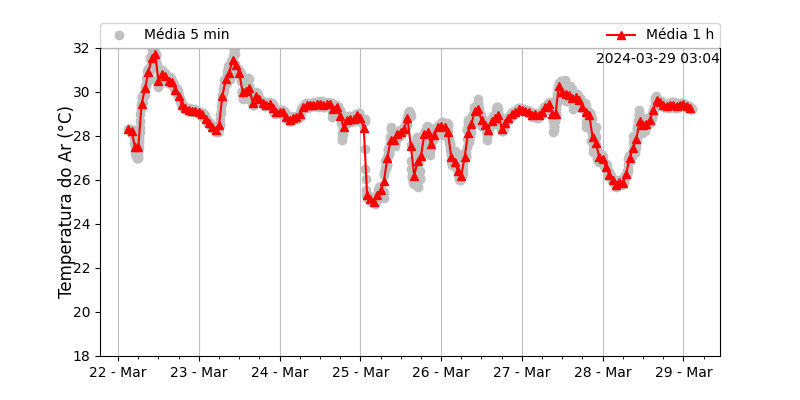 Média 5 min
Média 1 h
2024-03-29 03:04
Temperatura do Ar (°C)
32
30
28
26
24
22
20
18
22 - Mar
23 - Mar
24 - Mar
25 - Mar
26 - Mar
27 - Mar
28 - Mar
29 - Mar